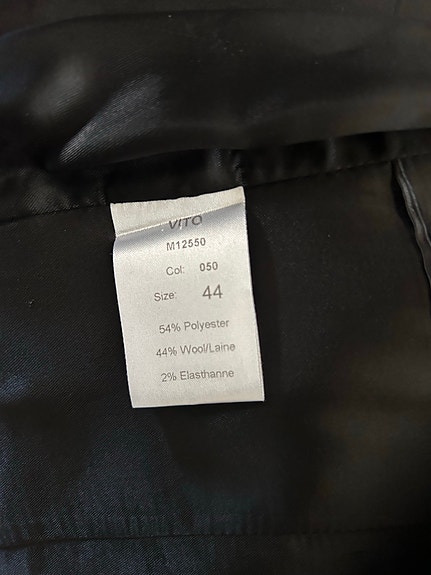 VITO
M12550
Col: 050
Size: 44
54% Polyester
44% Wool/Laine
2% Elasthanne